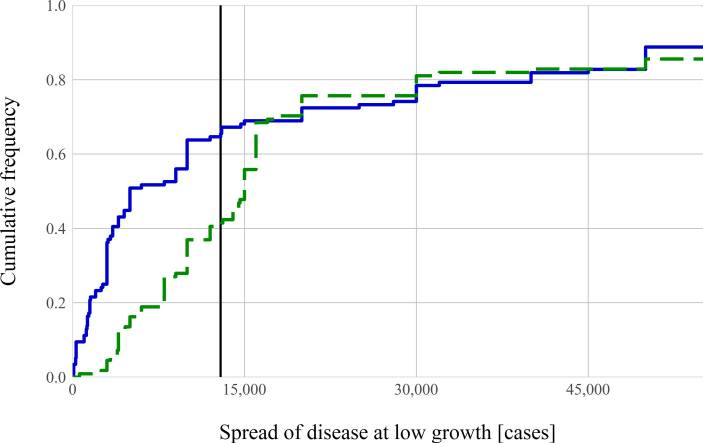 Cumulative frequency
1.0
0.8
0.6
0.4
0.2
0.0
0 15,000 30,000 45,000
Spread of disease at low growth [cases]